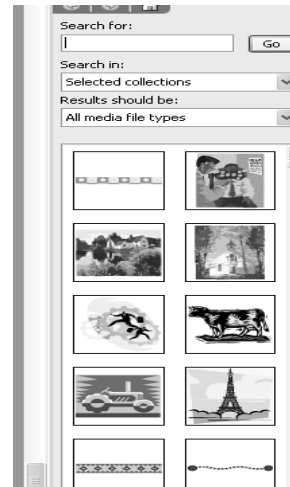 Search for:
Go
Search in:
Selected collections
Results should be:
All media file types